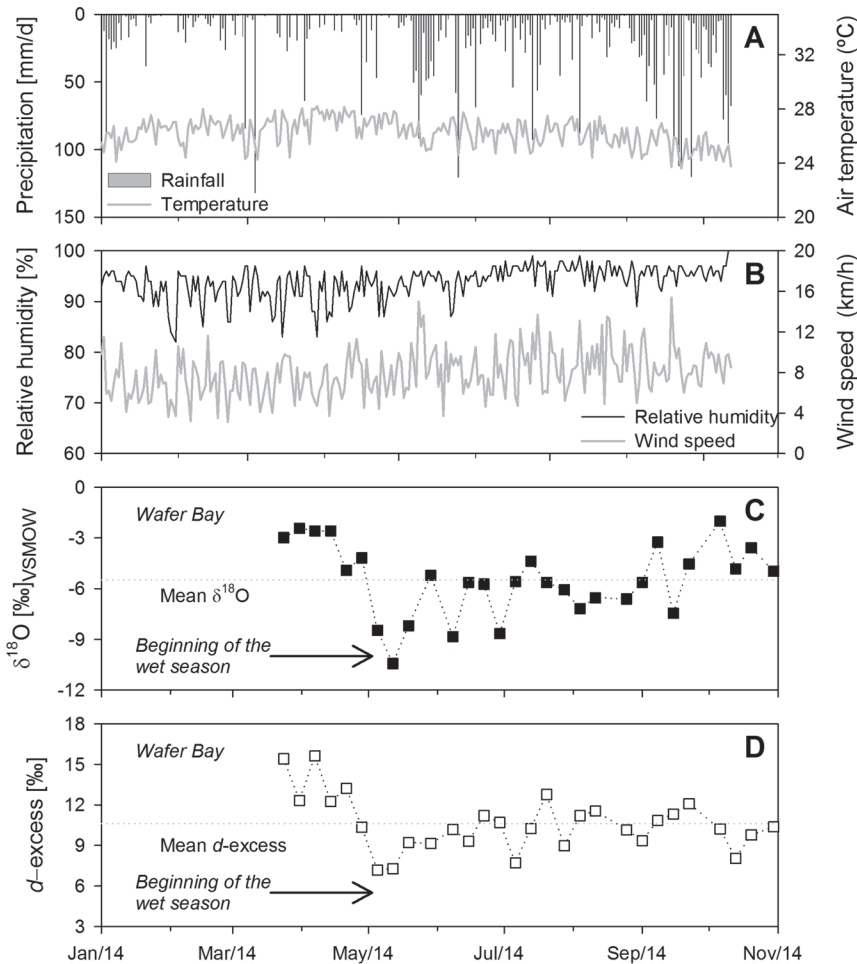 Precipitation [mm/d]
0
50
100
150
A
Rainfall
Temperature
32
28
24
20
Air temperature (ºC)
Relative humidity [%]
100
90
80
70
60
B
Relative humidity
Wind speed
20
16
12
8
4
0
Wind speed (km/h)
δ18O [‰]VSMOW
0
-3
-6
-9
-12
Wafer Bay
C
Mean δ18O
Beginning of the
wet season
d–excess [‰]
18
15
12
9
6
3
Wafer Bay
D
Mean d-excess
Beginning of the
wet season
Jan/14 Mar/14 May/14 Jul/14 Sep/14 Nov/14